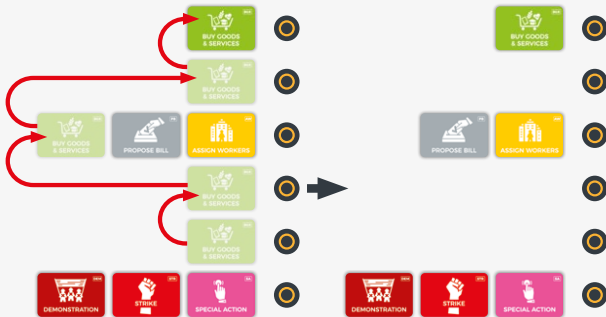 BUY GOODS
& SERVICES
BUY GOODS
& SERVICES
BUY GOODS
& SERVICES
BUY GOODS
& SERVICES
PROPOSE BILL
ASSIGN WORKERS
PROPOSE BILL
ASSIGN WORKERS
BUY GOODS
& SERVICES
BUY GOODS
& SERVICES
DEMONSTRATION
STRIKE
SPECIAL ACTION
DEMONSTRATION
STRIKE
SPECIAL ACTION